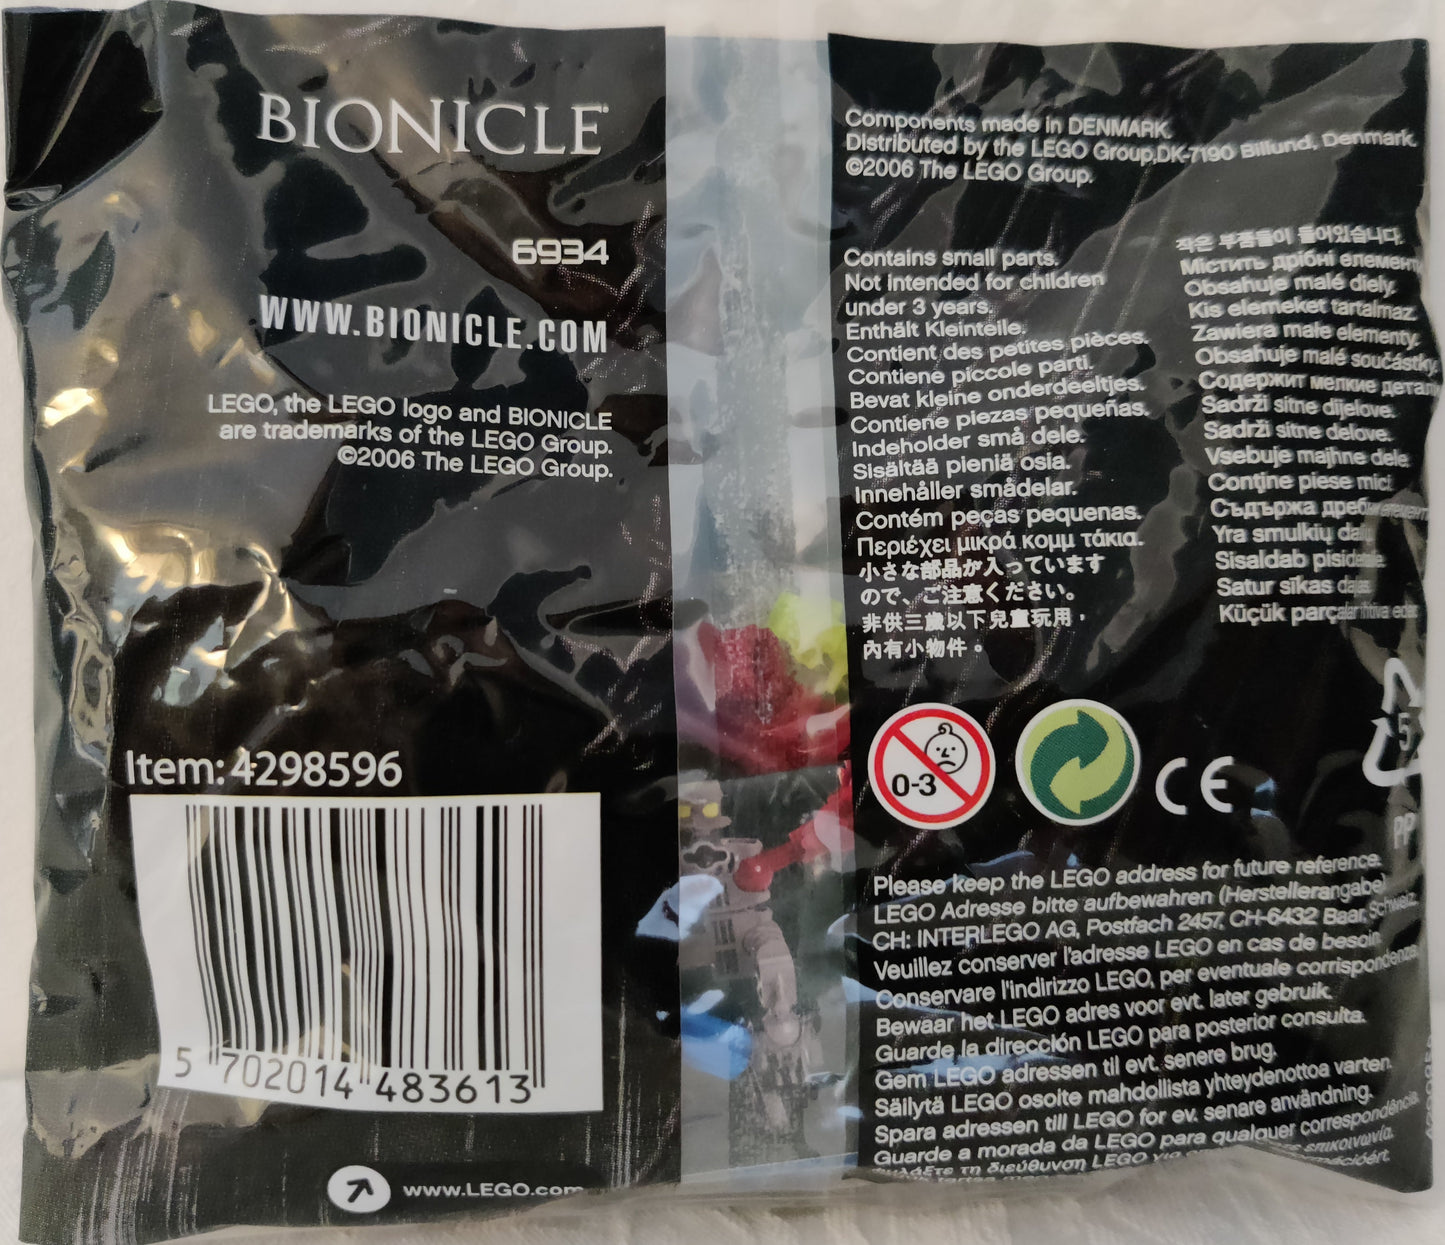 BIONICLE
6934
WWW.BIONICLE.COM
LEGO, the LEGO logo and BIONICLE
are trademarks of the LEGO Group.
©2006 The LEGO Group.
Item: 4298596
5 702014 483613
www.LEGO.com
Components made in DENMARK.
Distributed by the LEGO Group,DK-7190 Billund, Denmark.
©2006 The LEGO Group.
Contains small parts.
Not intended for children
under 3 years.
Enthält Kleinteile.
Contient des petites pièces.
Contiene piccole parti.
Bevat kleine onderdeeltjes.
Contiene piezas pequeñas.
Indeholder små dele.
Sisältää pieniä osia.
Innehåller smådelar.
Contém peças pequenas.
Περιέχει μικρά κομμ τάκια.
小さな部品が入っています
ので、ご注意ください。
非供三歲以下兒童玩用，
內有小物件。
작은 부품들이 들어있습니다.
Містить дрібні
Obsahuje malé diely.
Kis elemeket tartalmaz.
Zawiera małe elementy.
Obsahuje malé součástky.
Содержит мелкие
Sadrži sitne dijelove.
Sadrži sitne delove.
Vsebuje majhne dele.
Conţine piese mici.
Съдържа
Yra smulkių
Sisaldab
Satur sīkas
Küçük
0-3
CE
5
PP
Please keep the LEGO address for future reference.
LEGO Adresse bitte aufbewahren (Herstellerangabe)
CH: INTERLEGO AG, Postfach 2457, CH-6432 Baar, Schweiz
Veuillez conserver l'adresse LEGO en cas de besoin
Conservare l'indirizzo LEGO, per eventuale corrispondenza.
Bewaar het LEGO adres voor evt. later gebruik.
Guarde la dirección LEGO para posterior consulta.
Gem LEGO adressen til evt. senere brug.
Säilytä LEGO osoite mahdollista yhteydenottoa varten.
Spara adressen till LEGO for ev. senare användning.
Guarde a morada da LEGO para qualquer correspondência.
τη διεύθυνση LEGO για επικοινωνία.